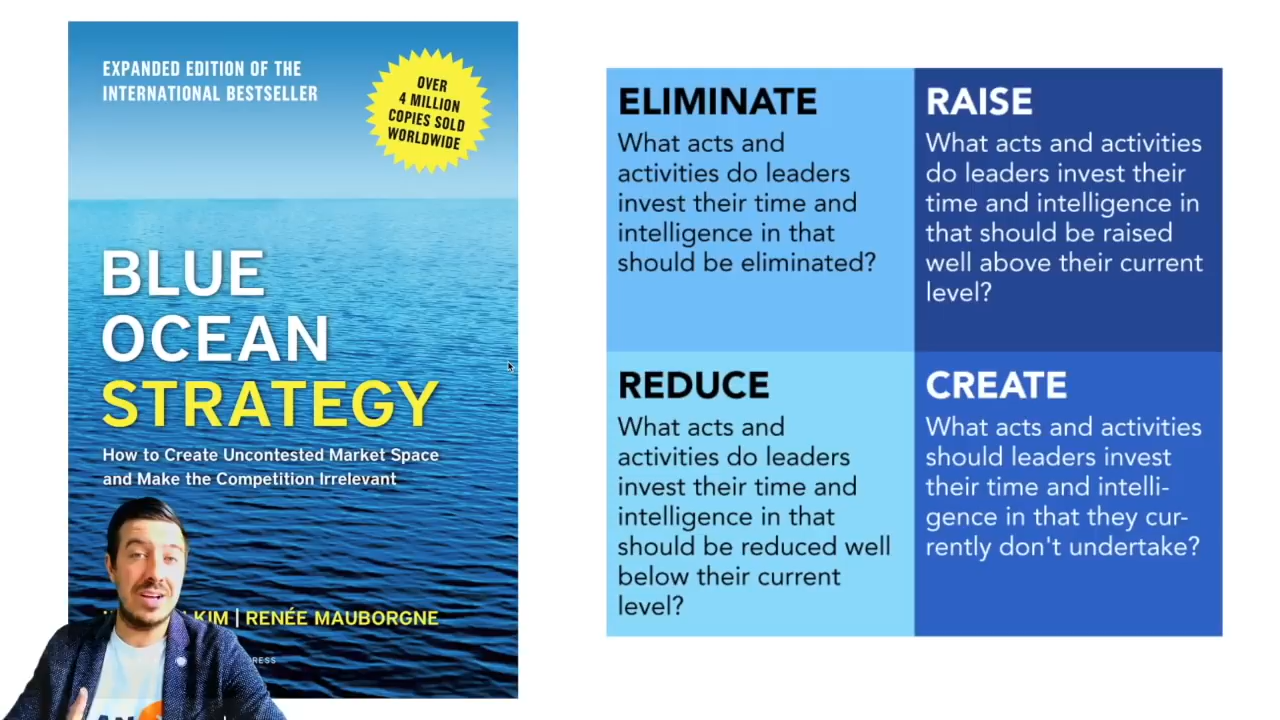 EXPANDED EDITION OF THE
INTERNATIONAL BESTSELLER
OVER
4 MILLION
COPIES SOLD
WORLDWIDE
BLUE
OCEAN
STRATEGY
How to Create Uncontested Market Space
and Make the Competition Irrelevant
KIM | RENÉE MAUBORGNE
ELIMINATE
What acts and
activities do leaders
invest their time and
intelligence in that
should be eliminated?
RAISE
What acts and activities
do leaders invest their
time and intelligence in
that should be raised
well above their current
level?
REDUCE
What acts and
activities do leaders
invest their time and
intelligence in that
should be reduced well
below their current
level?
CREATE
What acts and activities
should leaders invest
their time and intelli-
gence in that they cur-
rently don't undertake?